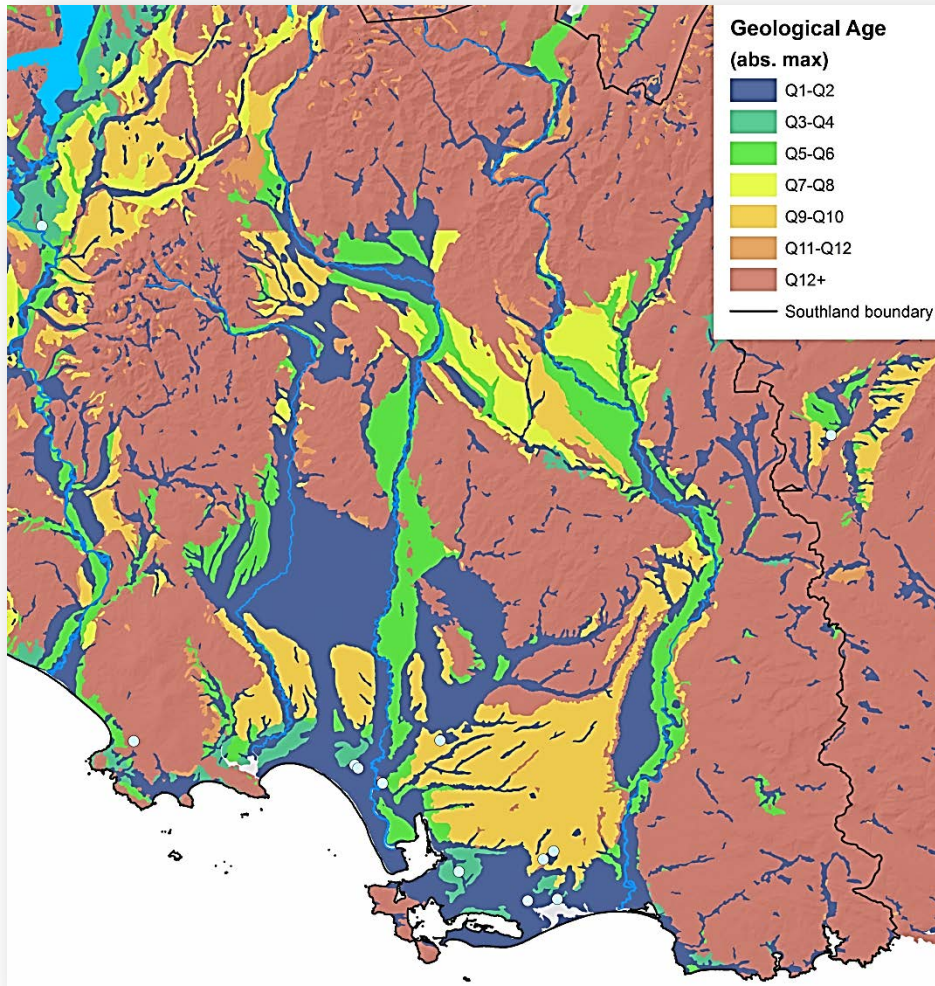 Geological Age
(abs. max)
Q1-Q2
Q3-Q4
Q5-Q6
Q7-Q8
Q9-Q10
Q11-Q12
Q12+
Southland boundary